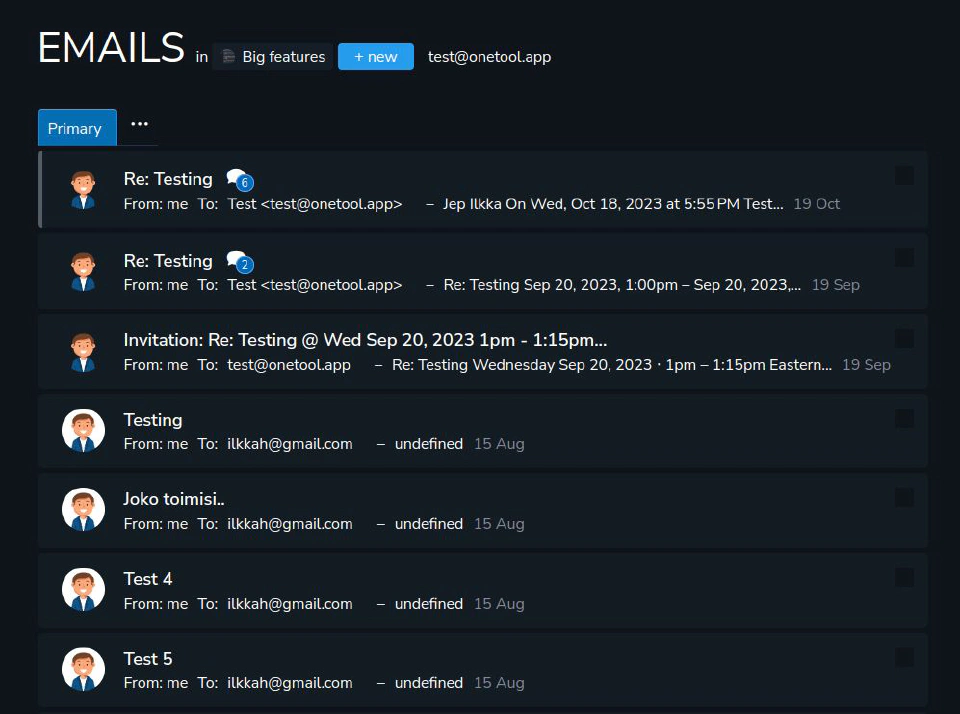 EMAILS in Big features + new test@onetool.app
Primary ...
Re: Testing 6
From: me To: Test <test@onetool.app> – Jep Ilkka On Wed, Oct 18, 2023 at 5:55 PM Test... 19 Oct
Re: Testing 2
From: me To: Test <test@onetool.app> – Re: Testing Sep 20, 2023, 1:00pm – Sep 20, 2023,... 19 Sep
Invitation: Re: Testing @ Wed Sep 20, 2023 1pm - 1:15pm...
From: me To: test@onetool.app – Re: Testing Wednesday Sep 20, 2023 · 1pm – 1:15pm Eastern... 19 Sep
Testing
From: me To: ilkkah@gmail.com – undefined 15 Aug
Joko toimisi..
From: me To: ilkkah@gmail.com – undefined 15 Aug
Test 4
From: me To: ilkkah@gmail.com – undefined 15 Aug
Test 5
From: me To: ilkkah@gmail.com – undefined 15 Aug